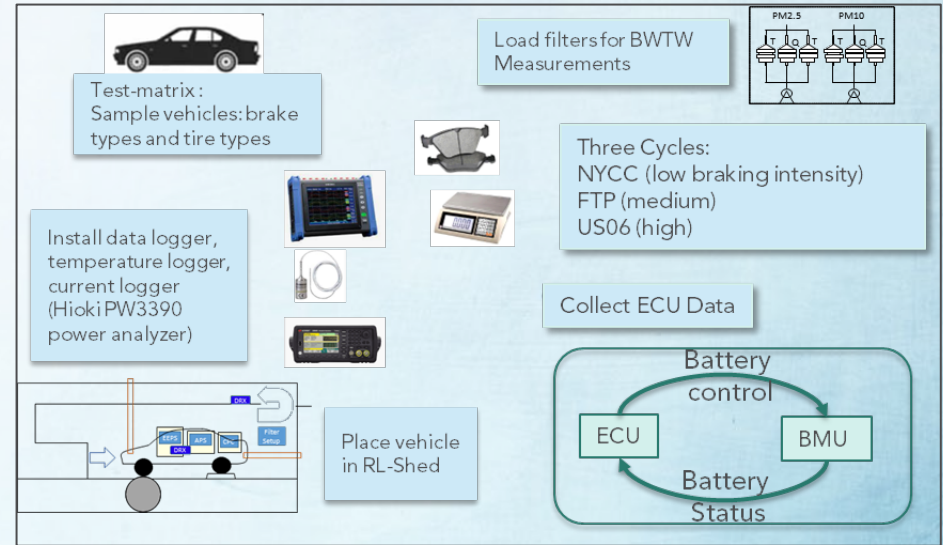 Test-matrix :
Sample vehicles: brake
types and tire types
Load filters for BWTW
Measurements
PM2.5 PM10
T Q T T Q T
Three Cycles:
NYCC (low braking intensity)
FTP (medium)
US06 (high)
Install data logger,
temperature logger,
current logger
(Hioki PW3390
power analyzer)
Collect ECU Data
DRX
Filter
Setup
EEPS APS CPC
DRX
Place vehicle
in RL-Shed
Battery
control
ECU BMU
Battery
Status